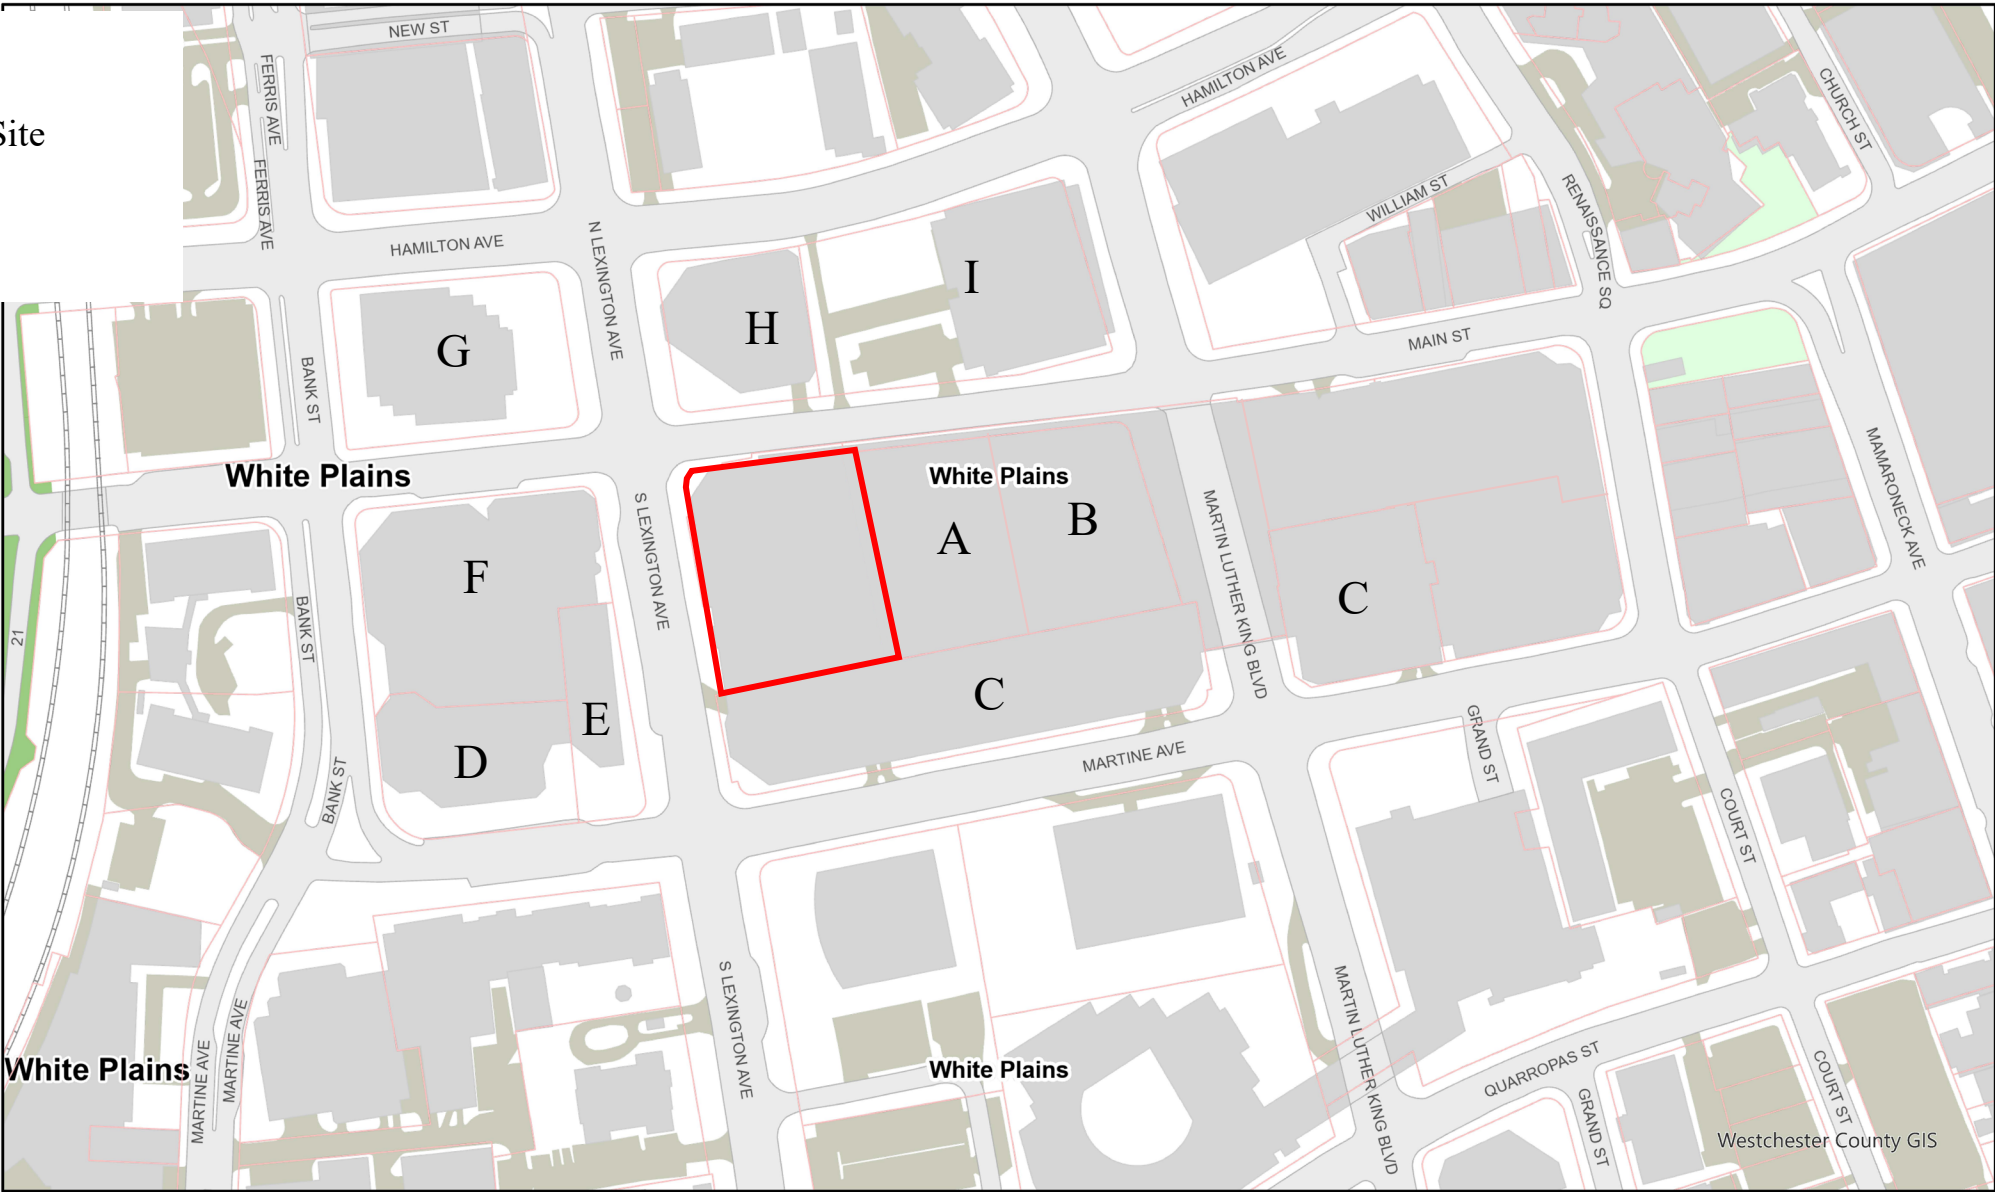 NEW ST
FERRIS AVE
HAMILTON AVE
CHURCH ST
Site
FERRIS AVE
WILLIAM ST
RENAISSANCE SQ
HAMILTON AVE
N LEXINGTON AVE
I
H
G
MAIN ST
BANK ST
White Plains
White Plains
MAMARONECK AVE
S LEXINGTON AVE
A
B
MARTIN LUTHER KING BLVD
F
C
21
BANK ST
C
E
D
MARTINE AVE
GRAND ST
BANK ST
COURT ST
S LEXINGTON AVE
MARTIN LUTHER KING BLVD
MARTINE AVE
MARTINE AVE
White Plains
White Plains
QUARROPAS ST
GRAND ST
COURT ST
Westchester County GIS